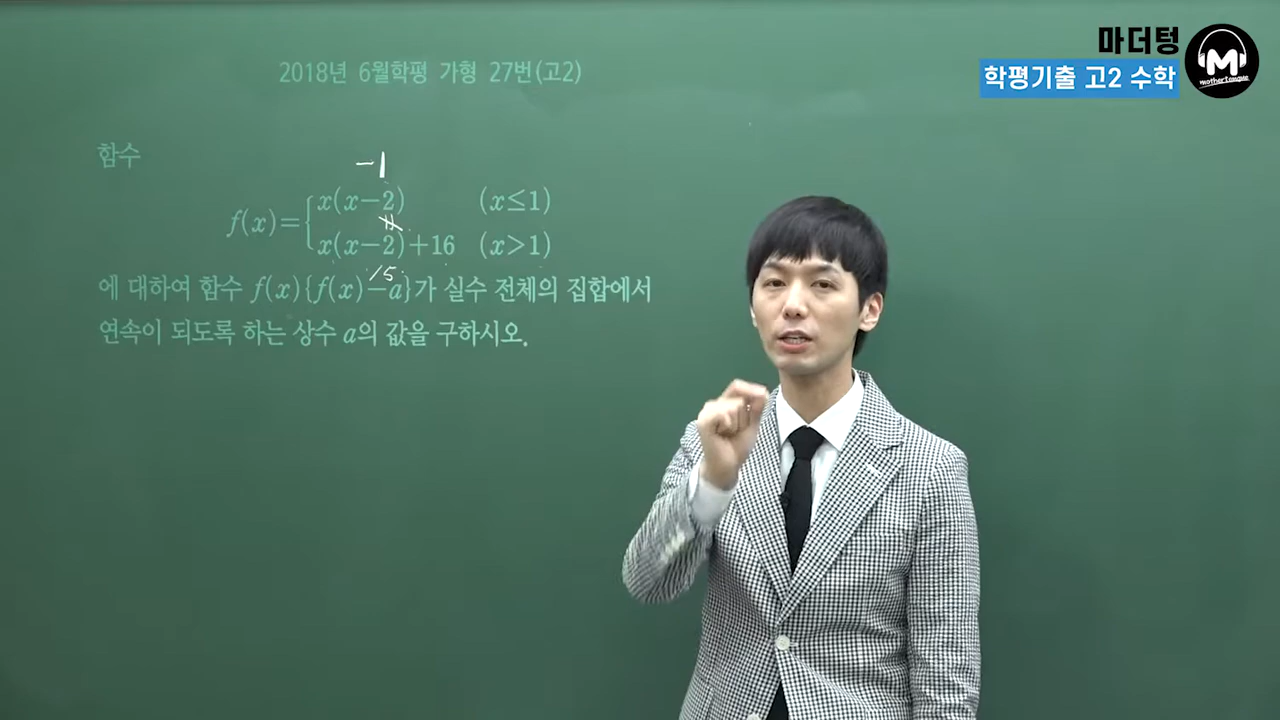 마더텅
학평기출 고2 수학
M
mothertongue
2018년 6월학평 가형 27번(고2)
함수
-1
f(x)={x(x-2) (x≤1)
x(x-2)+16 (x>1)
15
에 대하여 함수 f(x){f(x)-a}가 실수 전체의 집합에서
연속이 되도록 하는 상수 a의 값을 구하시오.